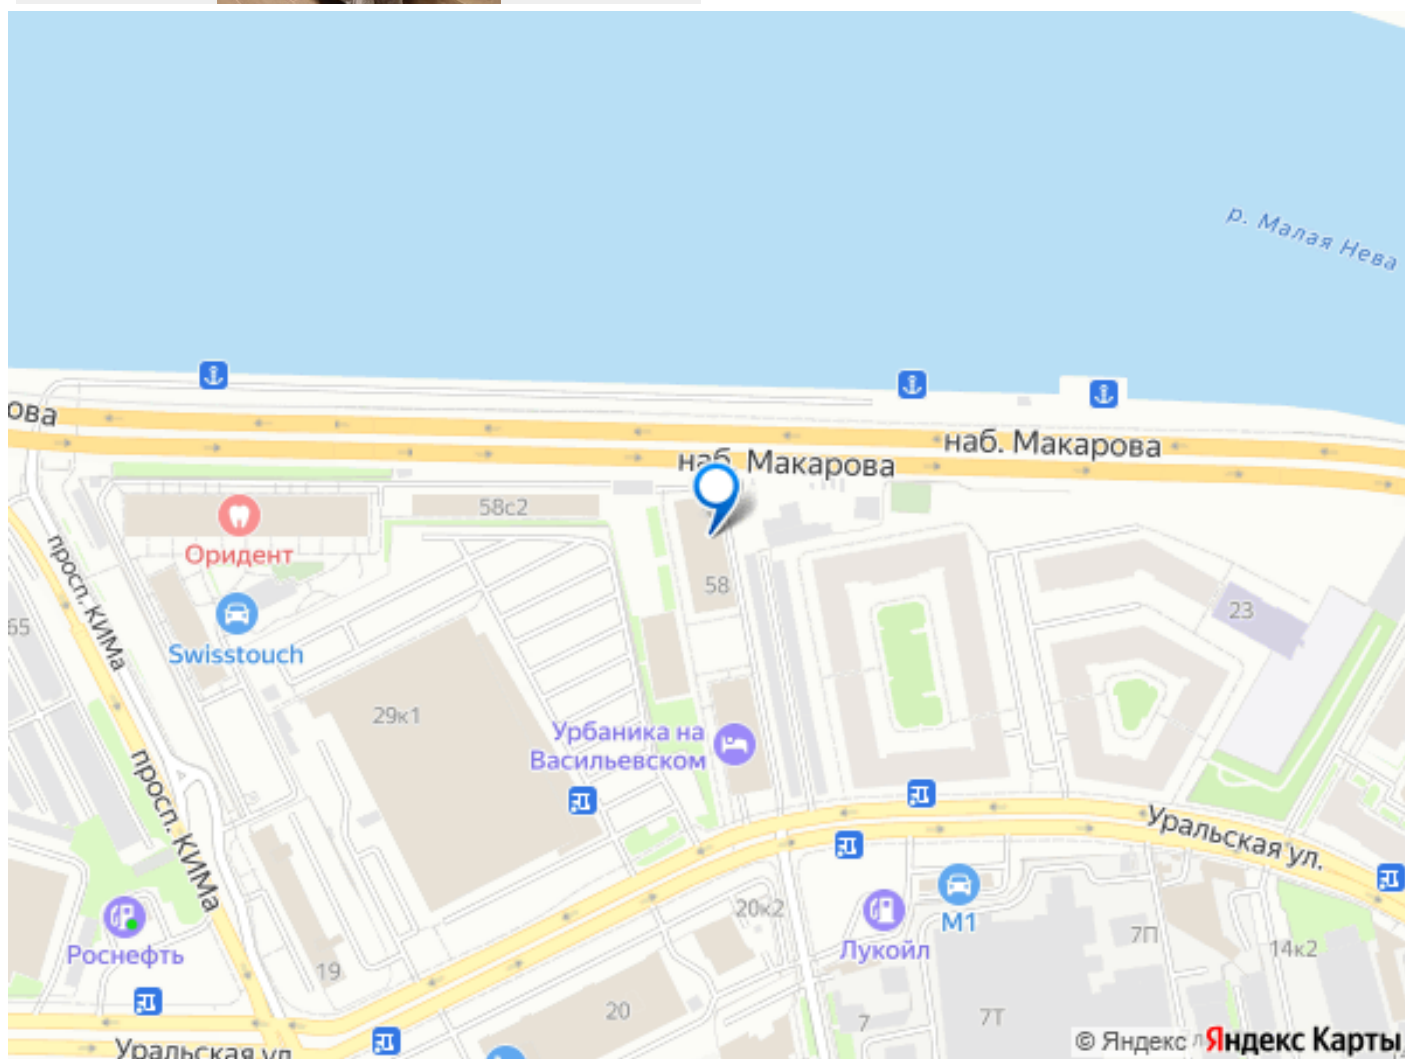 р. Малая Нева
ова
наб. Макарова
наб. Макарова
58с2
Оридент
просп. КИМа
58
23
65
Swisstouch
29к1
Урбаника на
Васильевском
просп. КИМа
Уральская ул.
20к2
М1
Роснефть
Лукойл
7П
14к2
19
20
7
7Т
Уральская ул.
© Яндекс
Яндекс Карты